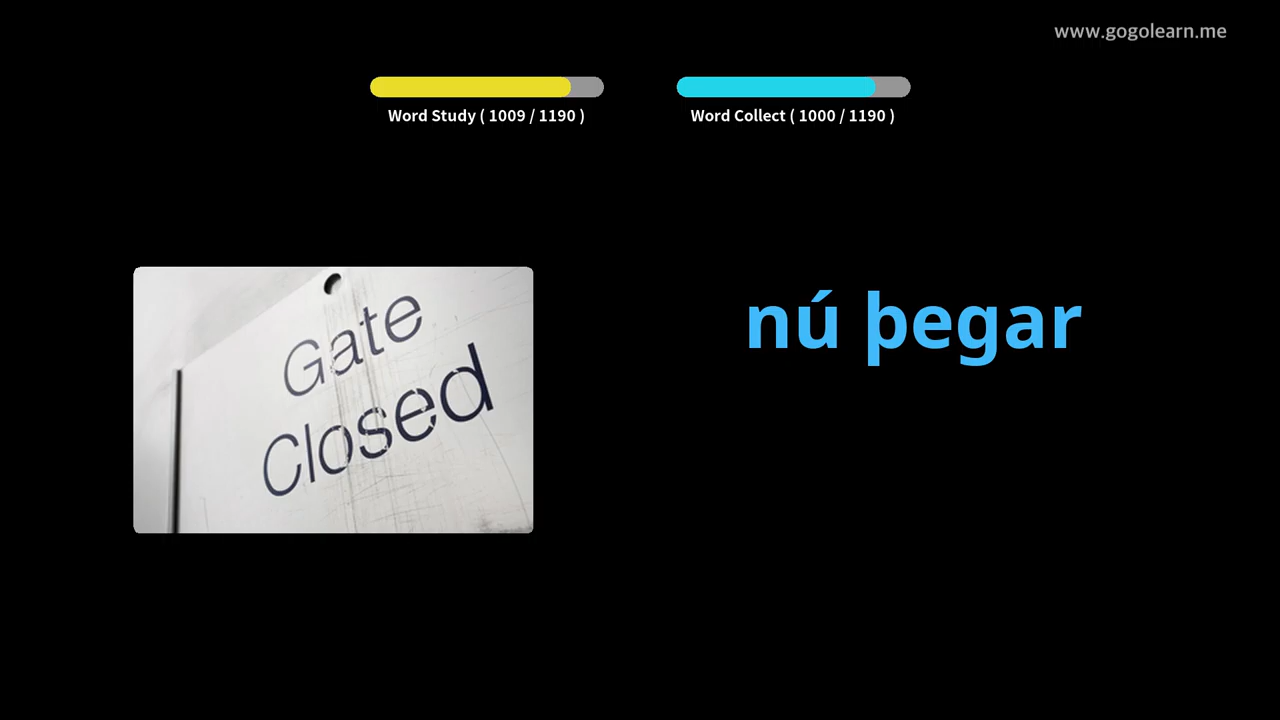 www.gogolearn.me
Word Study ( 1009 / 1190 )
Word Collect ( 1000 / 1190 )
Gate
Closed
nú þegar